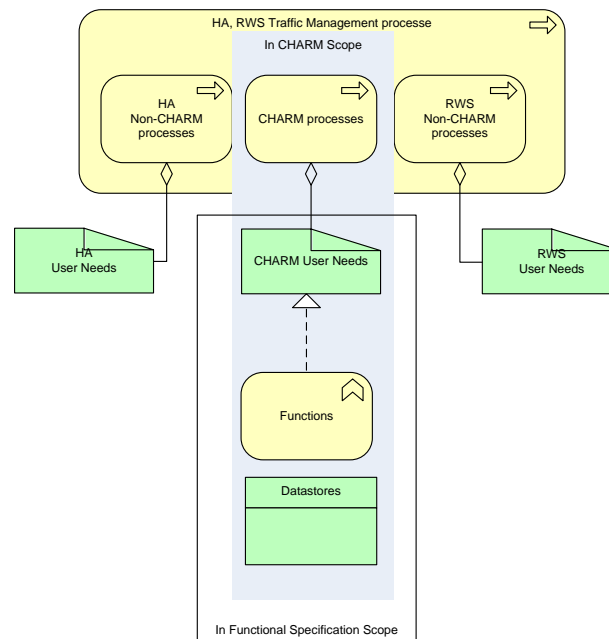 HA, RWS Traffic Management processe
In CHARM Scope
HA
Non-CHARM
processes
CHARM processes
RWS
Non-CHARM
processes
HA
User Needs
CHARM User Needs
RWS
User Needs
Functions
Datastores
In Functional Specification Scope